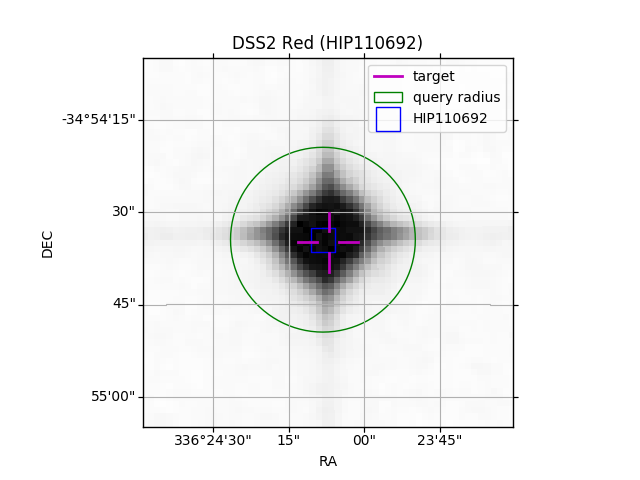 DSS2 Red (HIP110692)
target
query radius
HIP110692
-34°54'15"
30"
45"
55'00"
DEC
336°24'30"
15"
00"
23'45"
RA